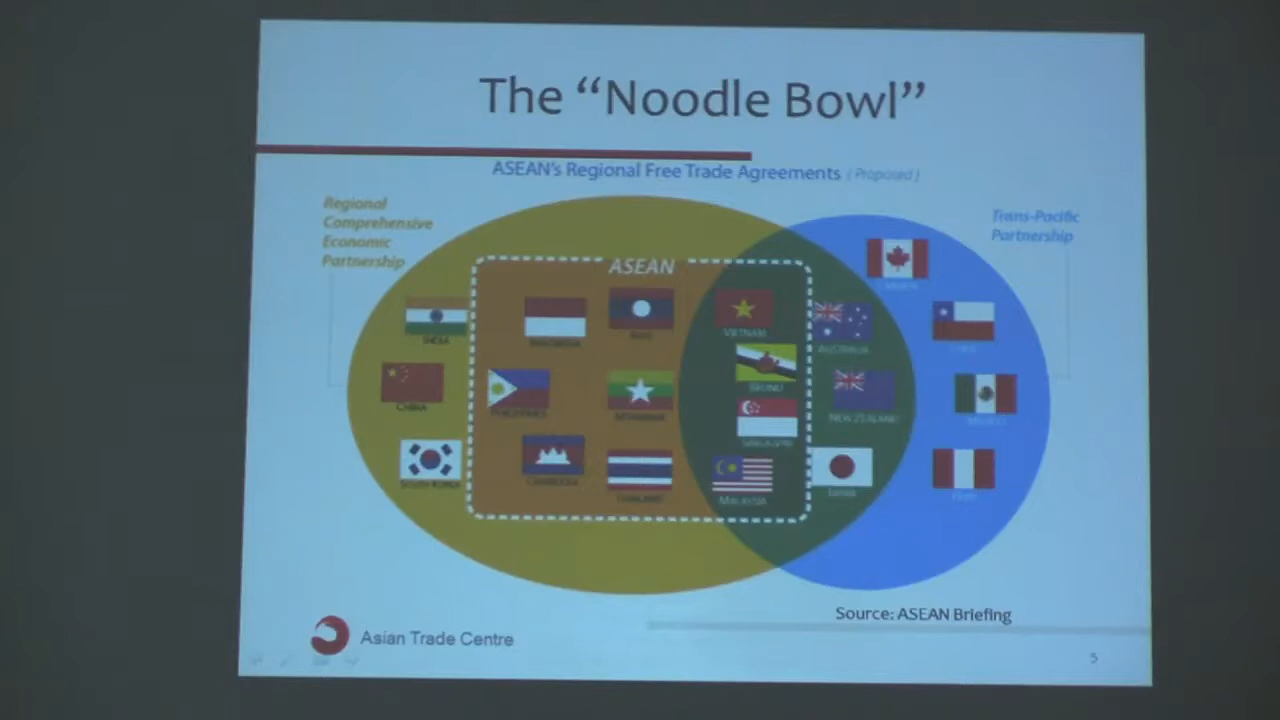 The “Noodle Bowl”
ASEAN's Regional Free Trade Agreements (Proposed)
Regional
Comprehensive
Economic
Partnership
Trans-Pacific
Partnership
ASEAN
CANADA
INDIA
INDONESIA
LAOS
VIETNAM
AUSTRALIA
CHILE
CHINA
PHILIPPINES
MYANMAR
BRUNEI
NEW ZEALAND
MEXICO
SINGAPORE
SOUTH KOREA
CAMBODIA
THAILAND
MALAYSIA
JAPAN
PERU
Source: ASEAN Briefing
Asian Trade Centre
5